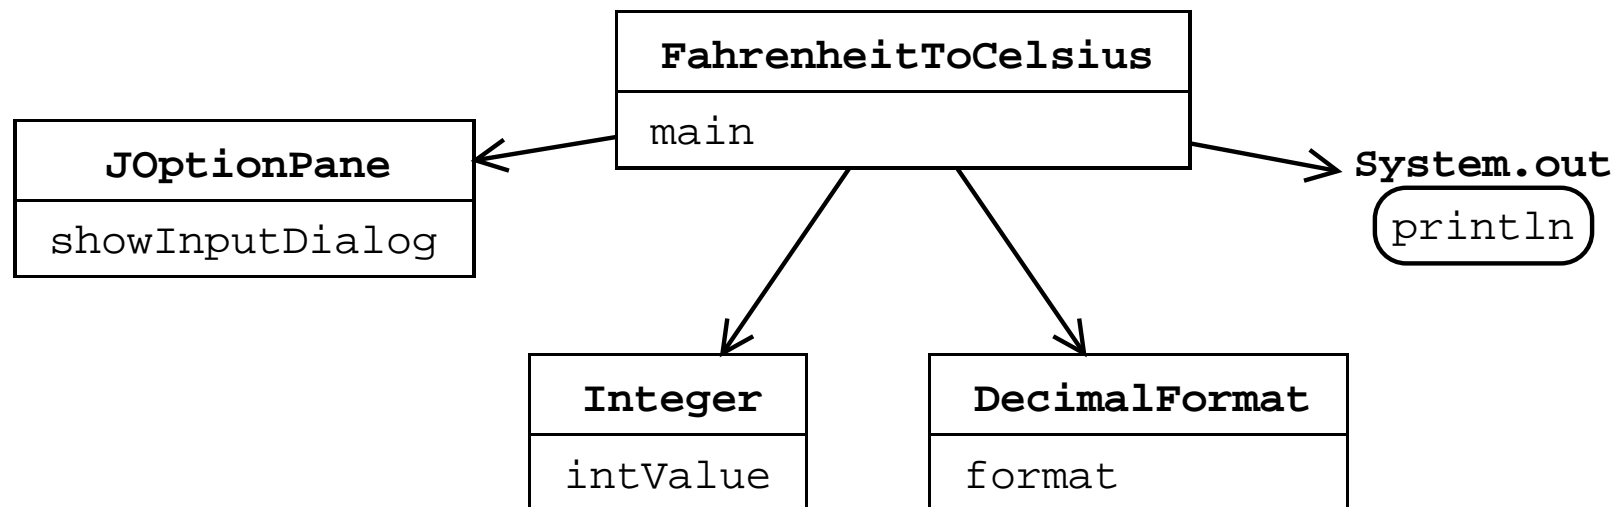 FahrenheitToCelsius
main
JOptionPane
showInputDialog
System.out
println
Integer
intValue
DecimalFormat
format